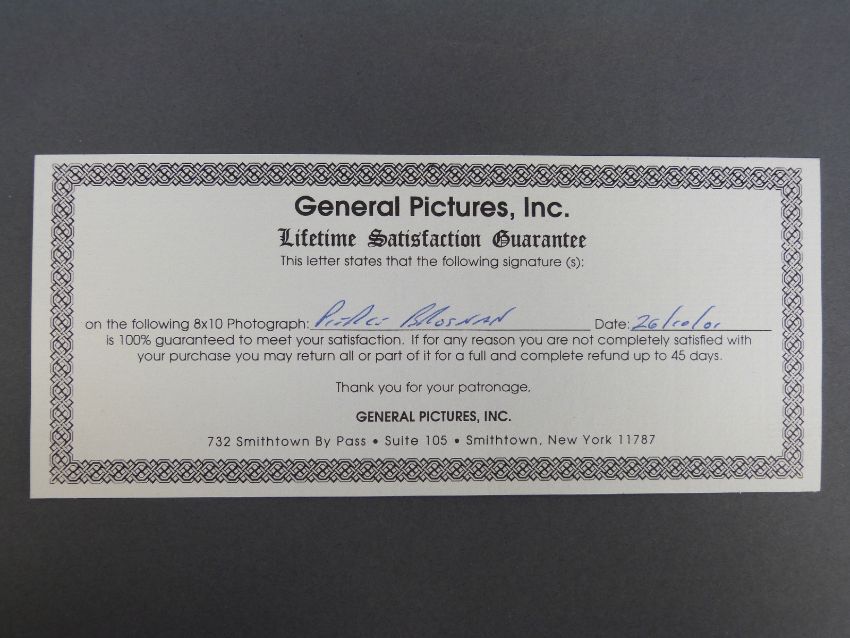 General Pictures, Inc.
Lifetime Satisfaction Guarantee
This letter states that the following signature (s):
on the following 8x10 Photograph: Pierce Brosnan Date: 26/10/01
is 100% guaranteed to meet your satisfaction. If for any reason you are not completely satisfied with
your purchase you may return all or part of it for a full and complete refund up to 45 days.
Thank you for your patronage,
GENERAL PICTURES, INC.
732 Smithtown By Pass • Suite 105 • Smithtown, New York 11787